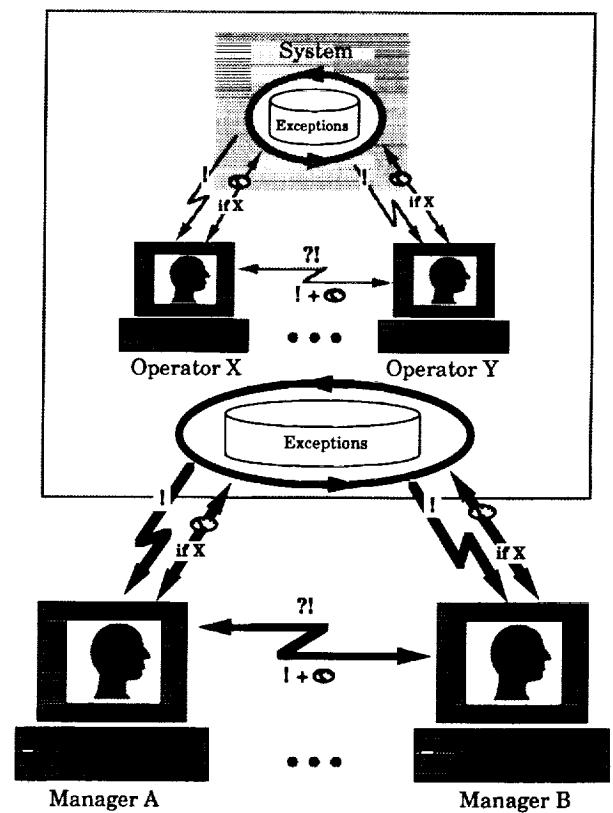 System
Exceptions
! !
if X if X
?!
! +
Operator X Operator Y
Exceptions
! !
if X if X
?!
! +
Manager A Manager B